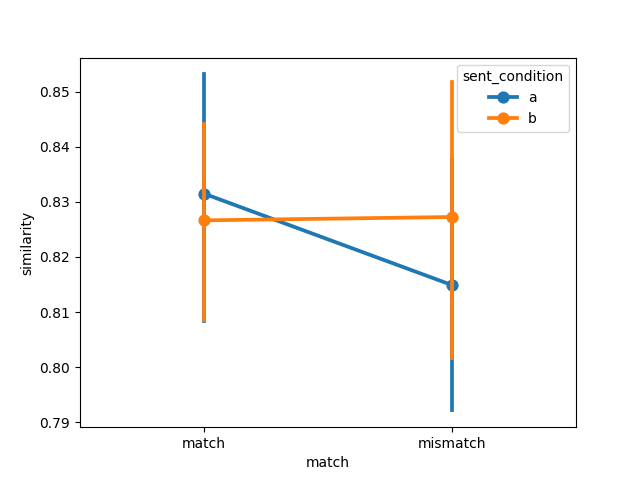 sent_condition
a
b
0.85
0.84
0.83
0.82
0.81
0.80
0.79
similarity
match
mismatch
match